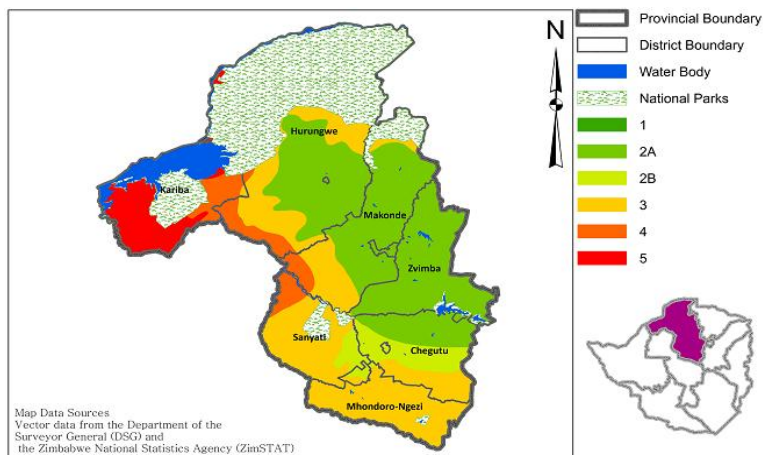 N
Hurungwe
Kariba
Makonde
Zvimba
Sanyati
Chegutu
Mhondoro-Ngezi
Map Data Sources
Vector data from the Department of the
Surveyor General (DSG) and
the Zimbabwe National Statistics Agency (ZimSTAT)
Provincial Boundary
District Boundary
Water Body
National Parks
1
2A
2B
3
4
5